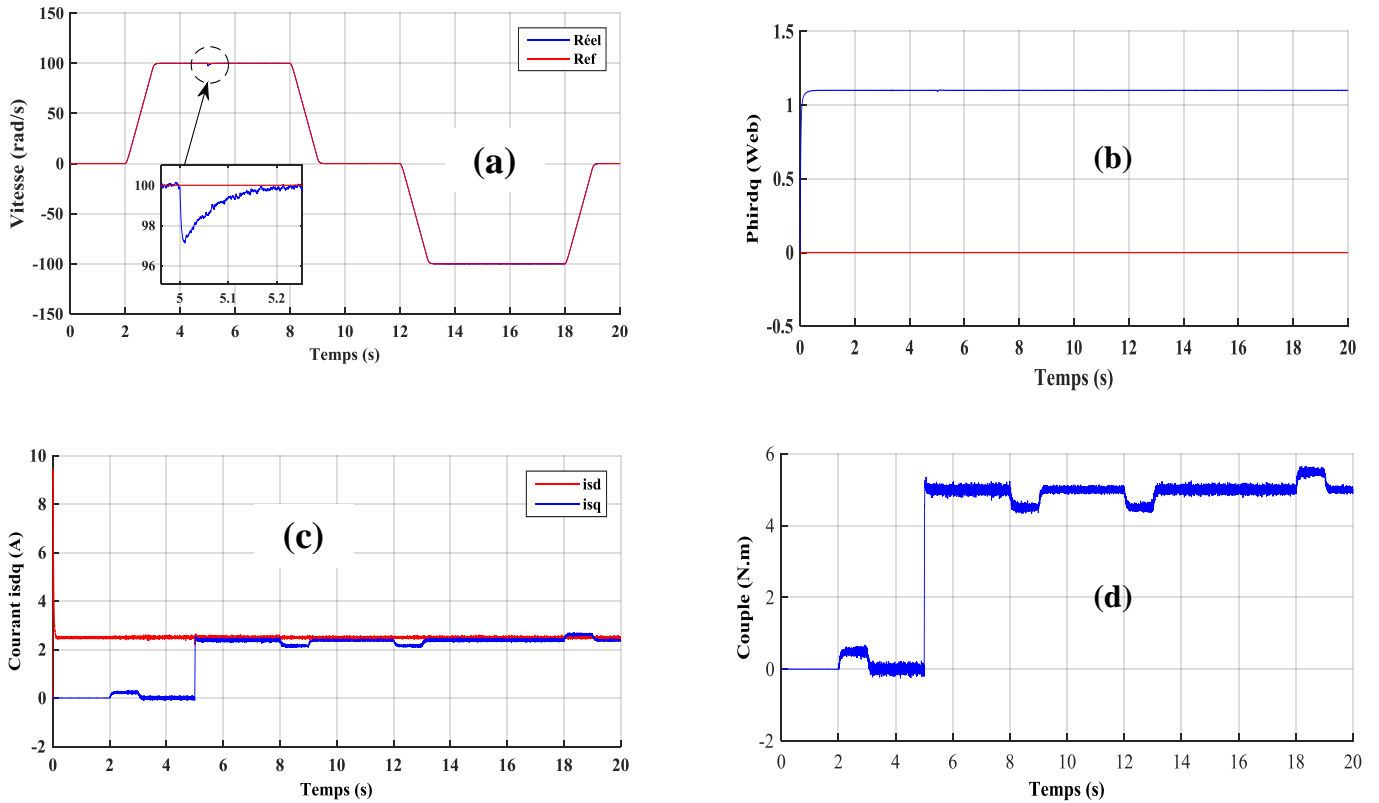 150
100
50
0
-50
-100
-150
Vitesse (rad/s)
Réel
Ref
(a)
100
98
96
5
5.1
5.2
0 2 4 6 8 10 12 14 16 18 20
Temps (s)
1.5
1
0.5
0
-0.5
Phirdq (Web)
(b)
0 2 4 6 8 10 12 14 16 18 20
Temps (s)
10
8
6
4
2
0
-2
Courant isdq (A)
isd
isq
(c)
0 2 4 6 8 10 12 14 16 18 20
Temps (s)
6
4
2
0
-2
Couple (N.m)
(d)
0 2 4 6 8 10 12 14 16 18 20
Temps (s)